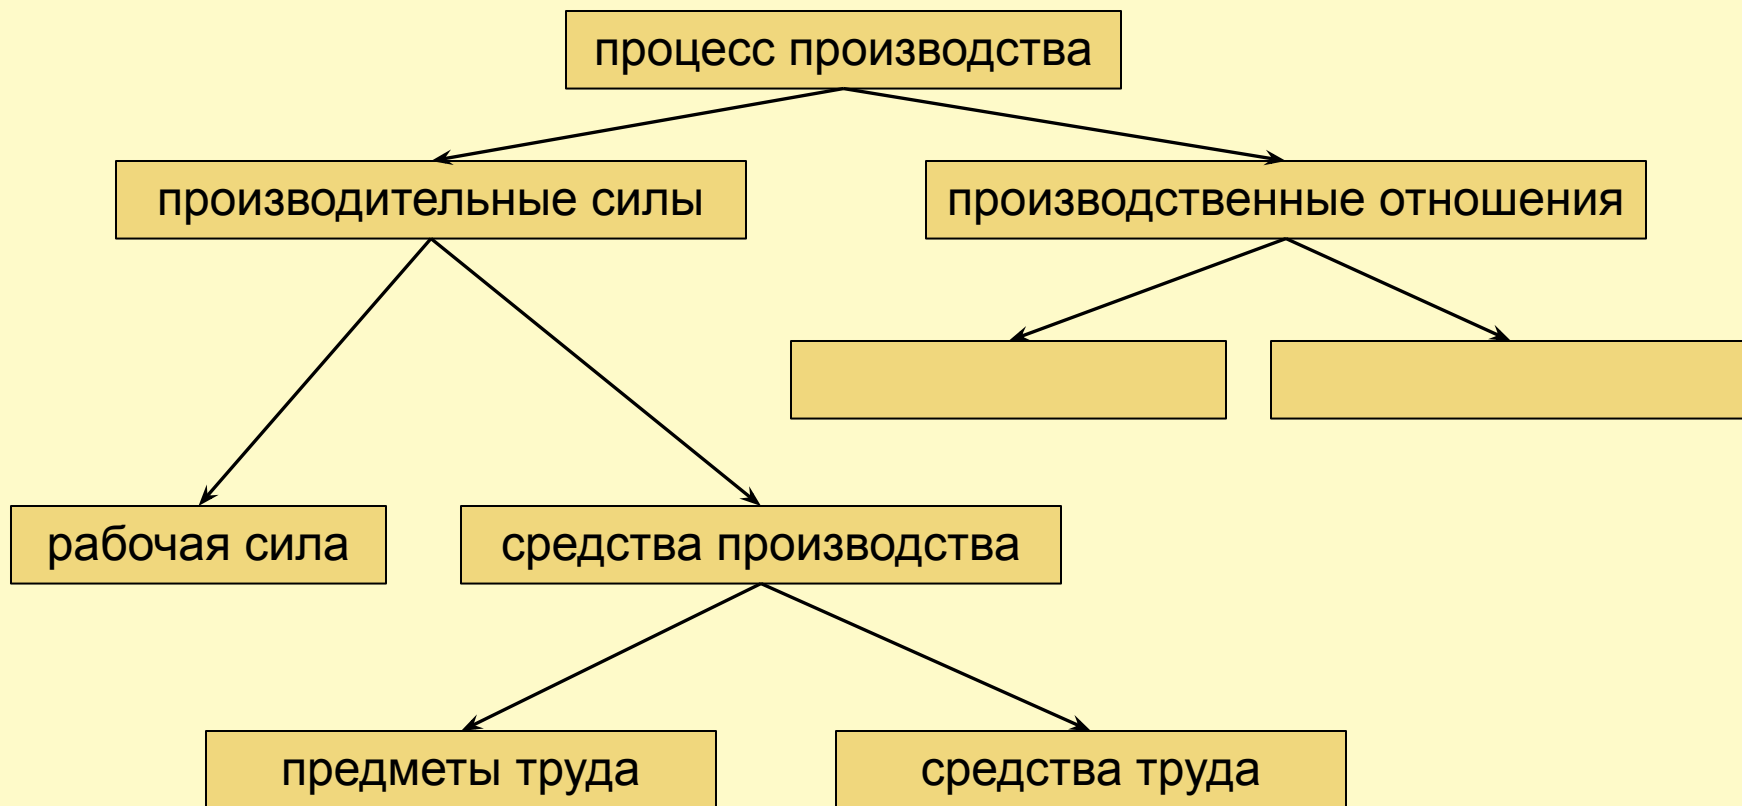 процесс производства
производительные силы
производственные отношения
рабочая сила
средства производства
предметы труда
средства труда